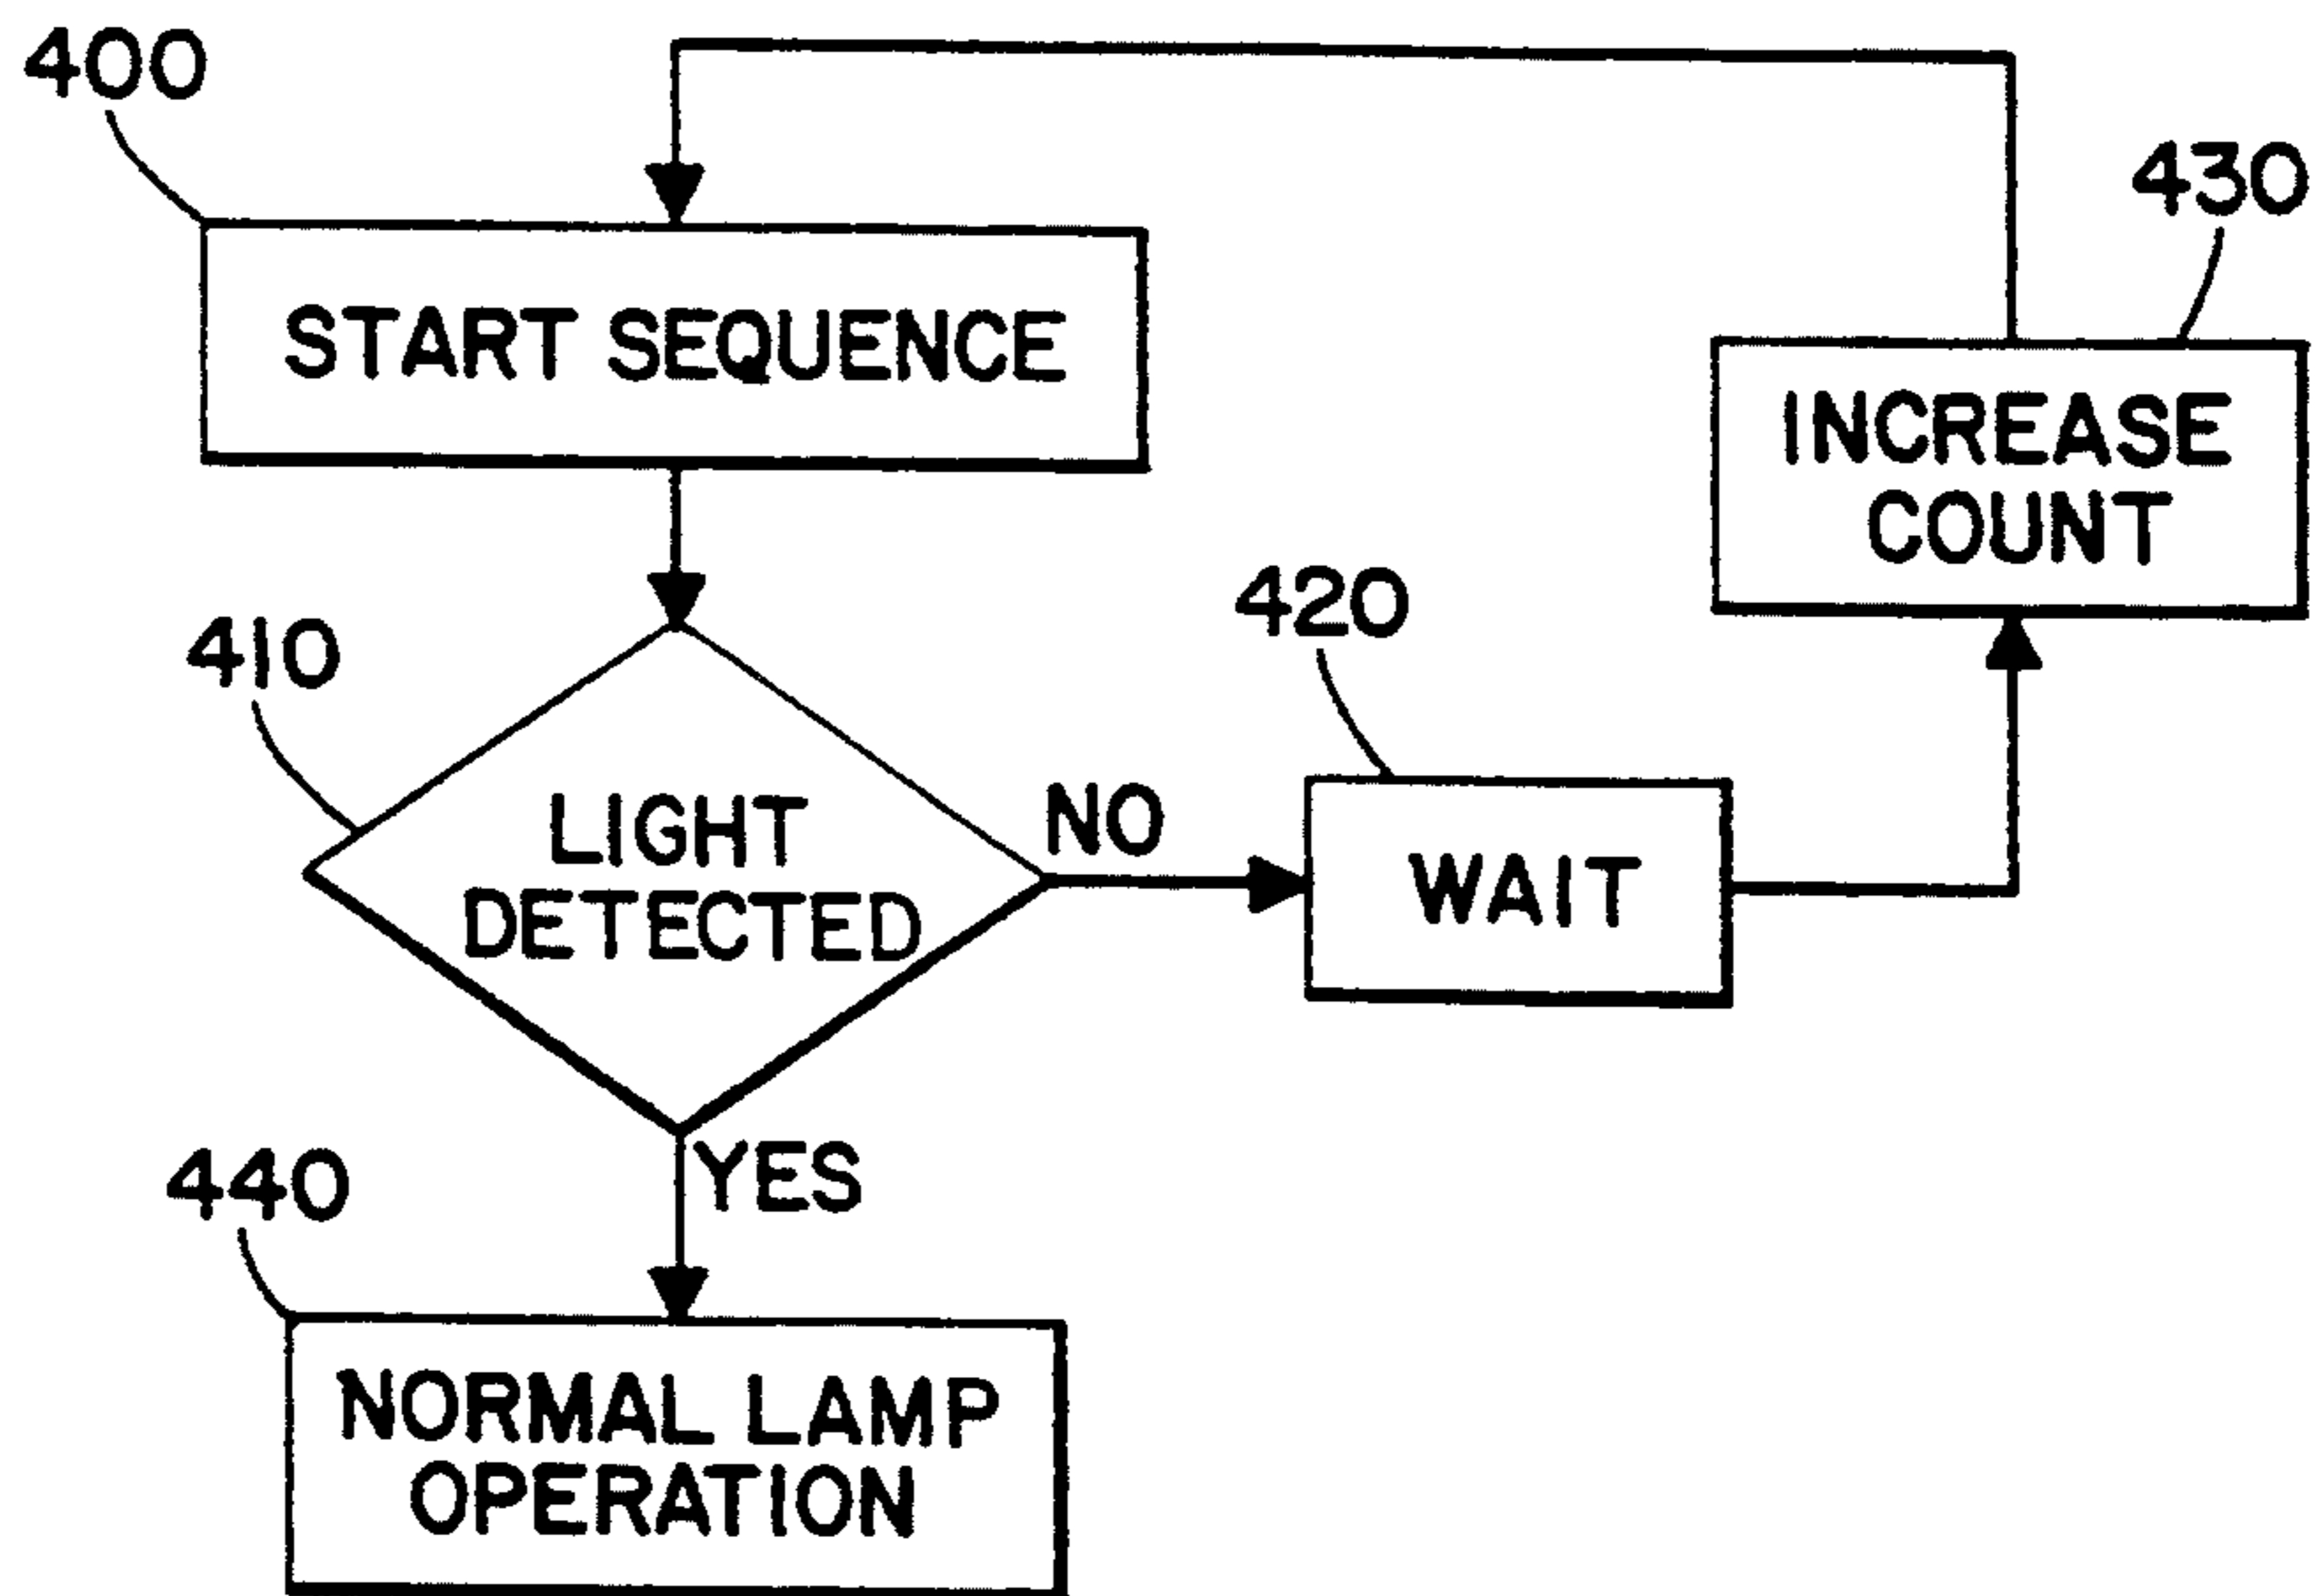 400
START SEQUENCE
430
INCREASE
COUNT
410
LIGHT
DETECTED
NO
420
WAIT
YES
440
NORMAL LAMP
OPERATION